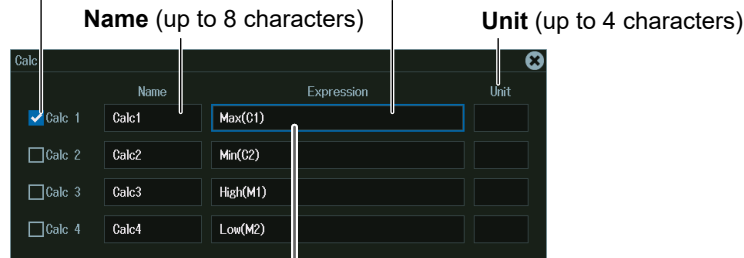 Name (up to 8 characters) Unit (up to 4 characters)
Calc
Name Expression Unit
Calc 1 Calc1 Max(C1)
Calc 2 Calc2 Min(C2)
Calc 3 Calc3 High(M1)
Calc 4 Calc4 Low(M2)